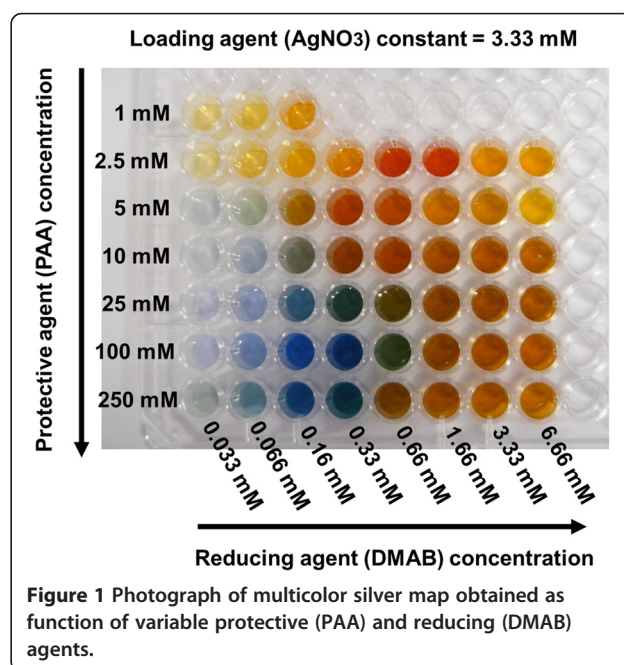 Loading agent (AgNO3) constant = 3.33 mM
Protective agent (PAA) concentration
1 mM
2.5 mM
5 mM
10 mM
25 mM
100 mM
250 mM
0.033 mM
0.066 mM
0.16 mM
0.33 mM
0.66 mM
1.66 mM
3.33 mM
6.66 mM
Reducing agent (DMAB) concentration
Figure 1 Photograph of multicolor silver map obtained as
function of variable protective (PAA) and reducing (DMAB)
agents.